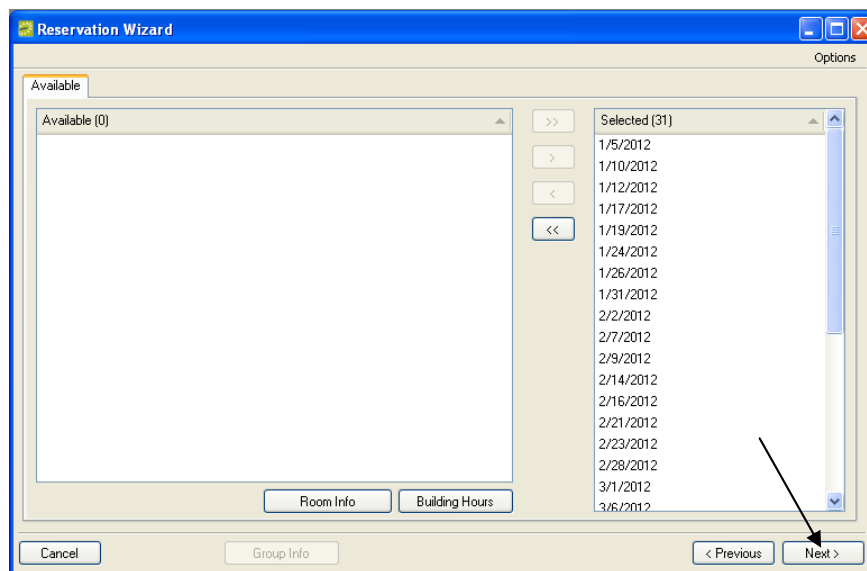 Reservation Wizard
Options
Available
Available (0)
>>
>
<
<<
Selected (31)
1/5/2012
1/10/2012
1/12/2012
1/17/2012
1/19/2012
1/24/2012
1/26/2012
1/31/2012
2/2/2012
2/7/2012
2/9/2012
2/14/2012
2/16/2012
2/21/2012
2/23/2012
2/28/2012
3/1/2012
3/6/2012
Room Info
Building Hours
Cancel
Group Info
< Previous
Next >